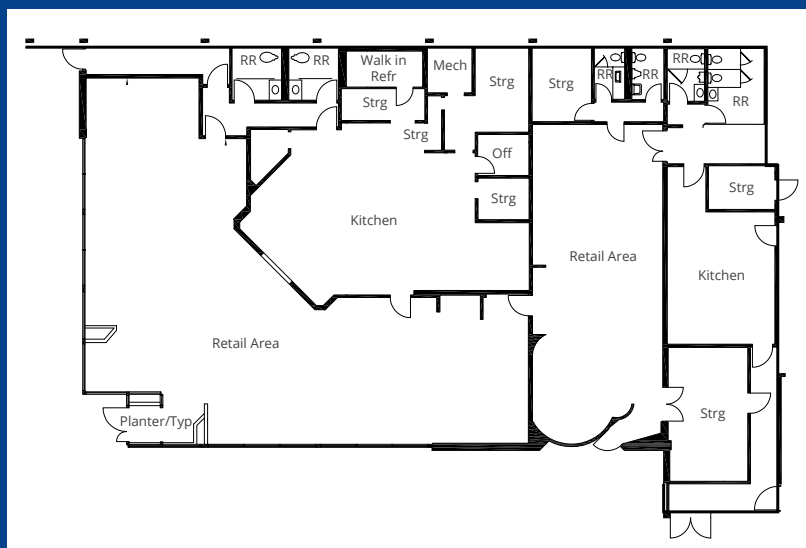 RR
RR
Walk in
Refr
Mech
Strg
Strg
RR
RR
RR
RR
Strg
Strg
Off
Strg
Strg
Kitchen
Retail Area
Kitchen
Retail Area
Planter/Typ
Strg